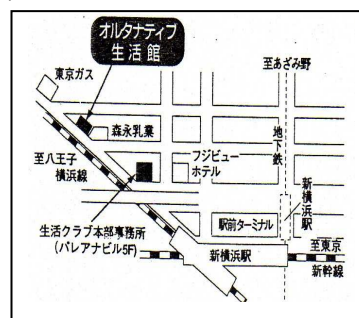 オルタナティブ
生活館
東京ガス
至あざみ野
森永乳業
地下鉄
至八王子
横浜線
フジビュー
ホテル
新横浜駅
生活クラブ本部事務所
(パレアナビル5F)
駅前ターミナル
新横浜駅
至東京
新幹線